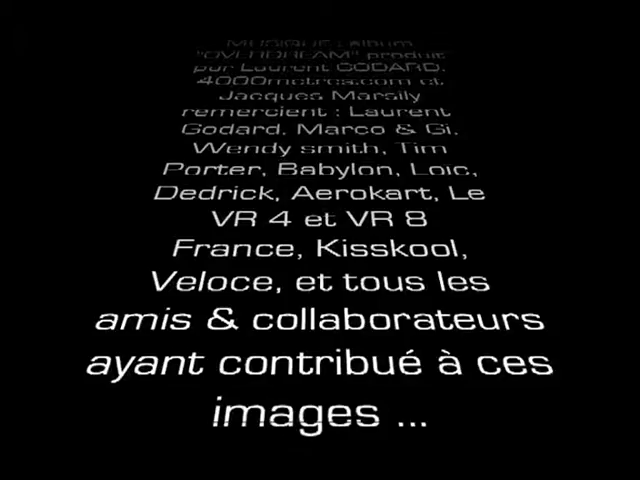 MUSIQUE : Album
"OVERDREAM" produit
par Laurent GODARD.
4000metres.com et
Jacques Marsily
remercient : Laurent
Godard, Marco & Gi,
Wendy smith, Tim
Porter, Babylon, Loic,
Dedrick, Aerokart, Le
VR 4 et VR 8
France, Kisskool,
Veloce, et tous les
amis & collaborateurs
ayant contribué à ces
images ...